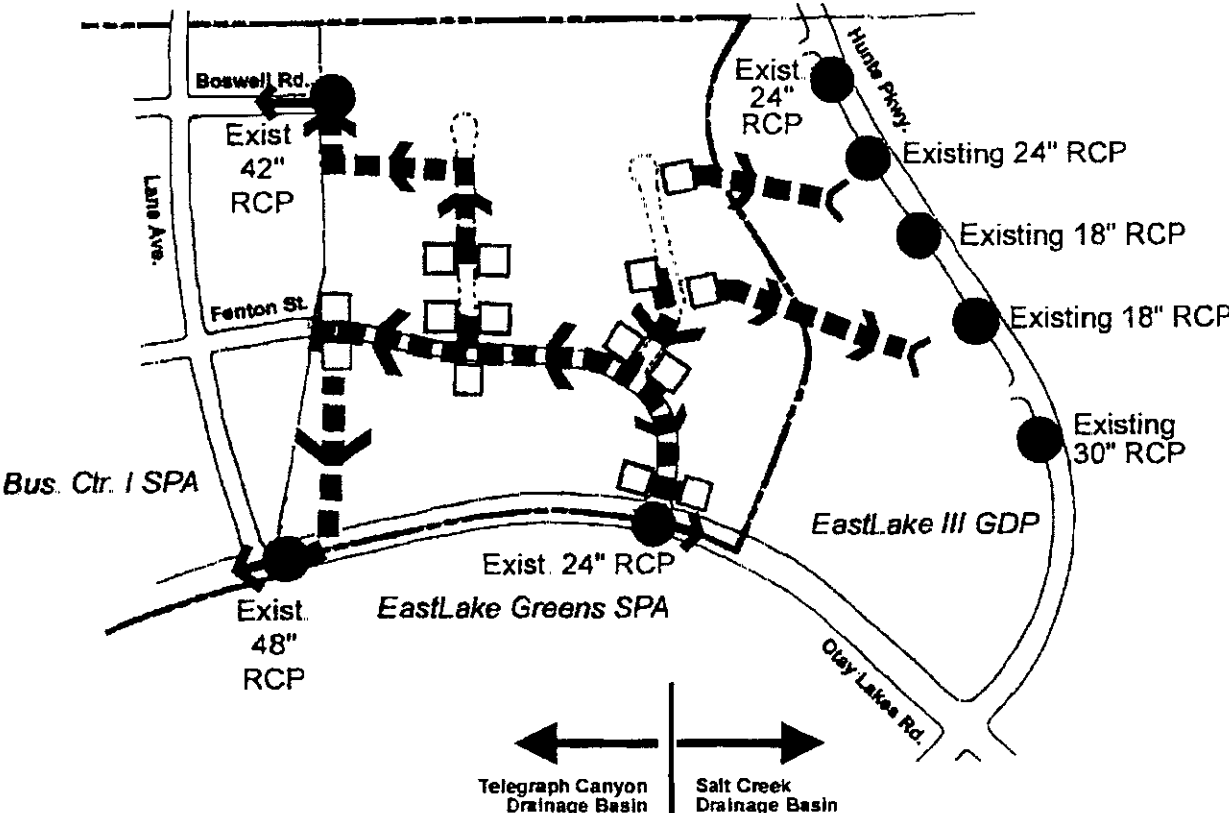 Hunte Pkwy.
Exist.
24"
RCP
Boswell Rd.
Exist
42"
RCP
Existing 24" RCP
Lane Ave.
Existing 18" RCP
Fenton St.
Existing 18" RCP
Existing
30" RCP
Bus. Ctr. I SPA
EastLake III GDP
Exist. 24" RCP
EastLake Greens SPA
Exist.
48"
RCP
Otay Lakes Rd.
Telegraph Canyon
Drainage Basin
Salt Creek
Drainage Basin